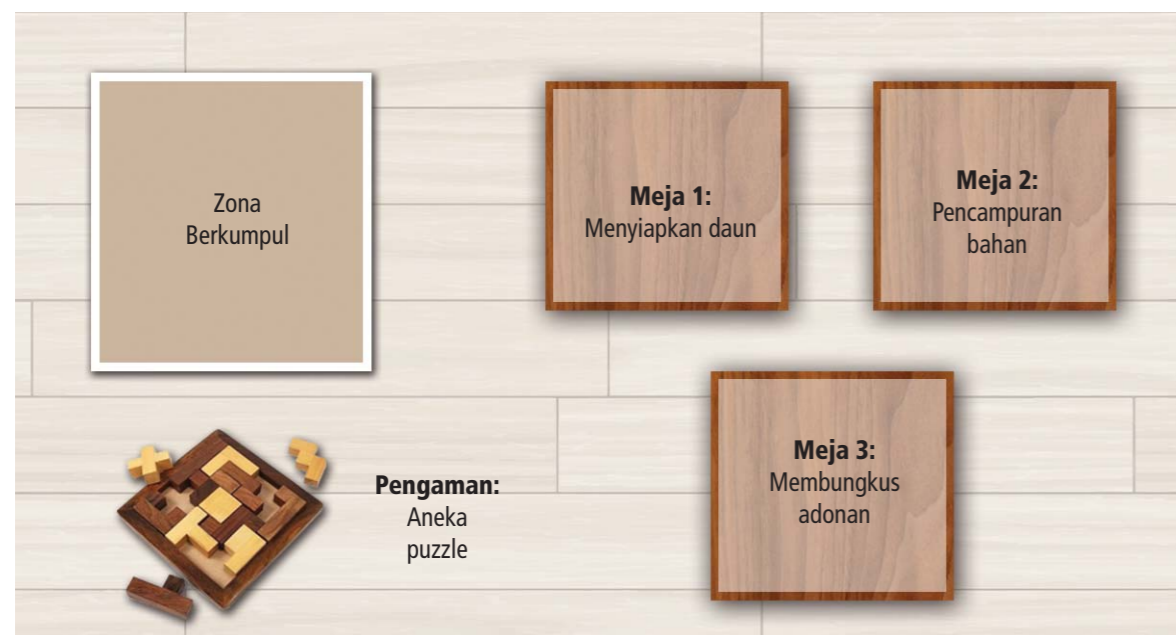 Zona
Berkumpul
Meja 1:
Menyiapkan daun
Meja 2:
Pencampuran
bahan
Pengaman:
Aneka
puzzle
Meja 3:
Membungkus
adonan